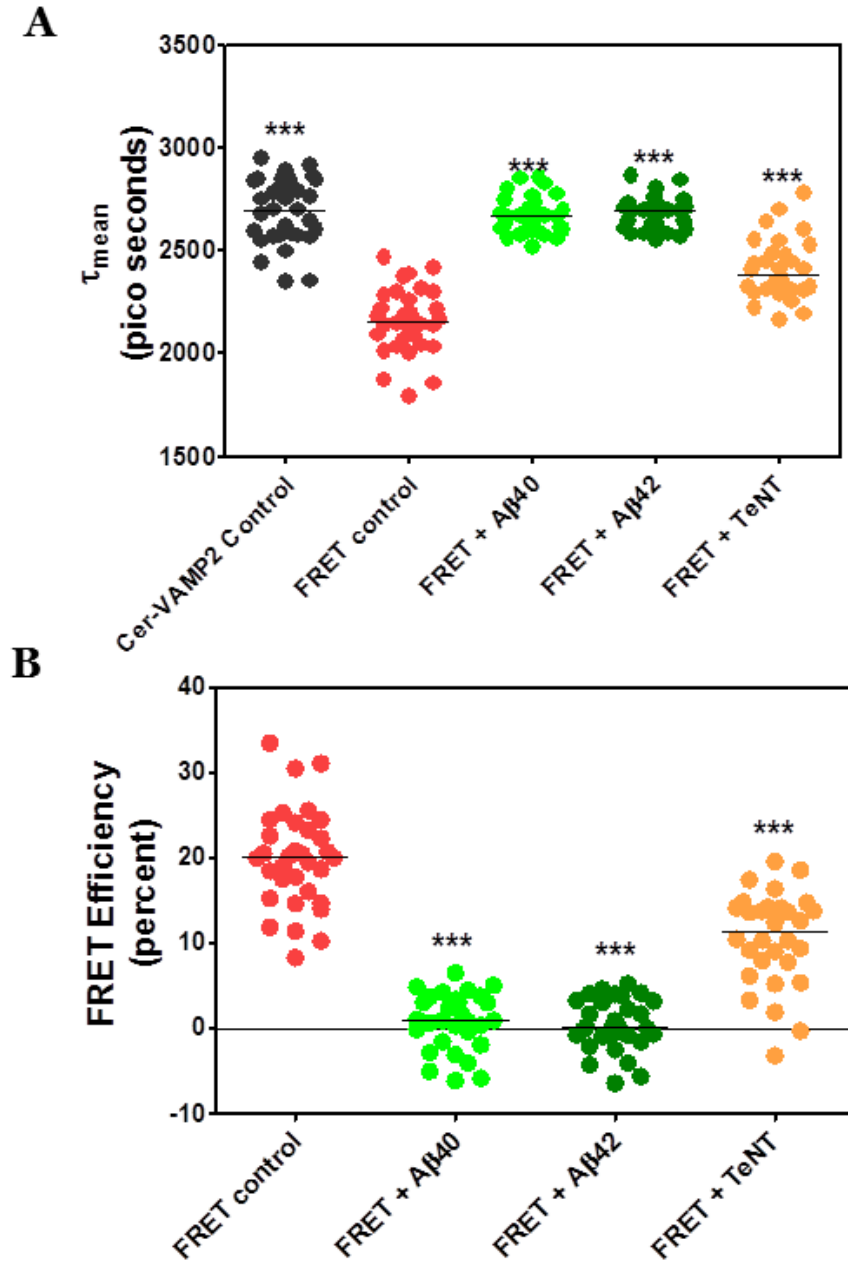 A
τmean
(pico seconds)
3500
3000
2500
2000
1500
***
***
***
***
Cer-VAMP2 Control
FRET control
FRET + Aβ40
FRET + Aβ42
FRET + TeNT
B
FRET Efficiency
(percent)
40
30
20
10
0
-10
***
***
***
FRET control
FRET + Aβ40
FRET + Aβ42
FRET + TeNT